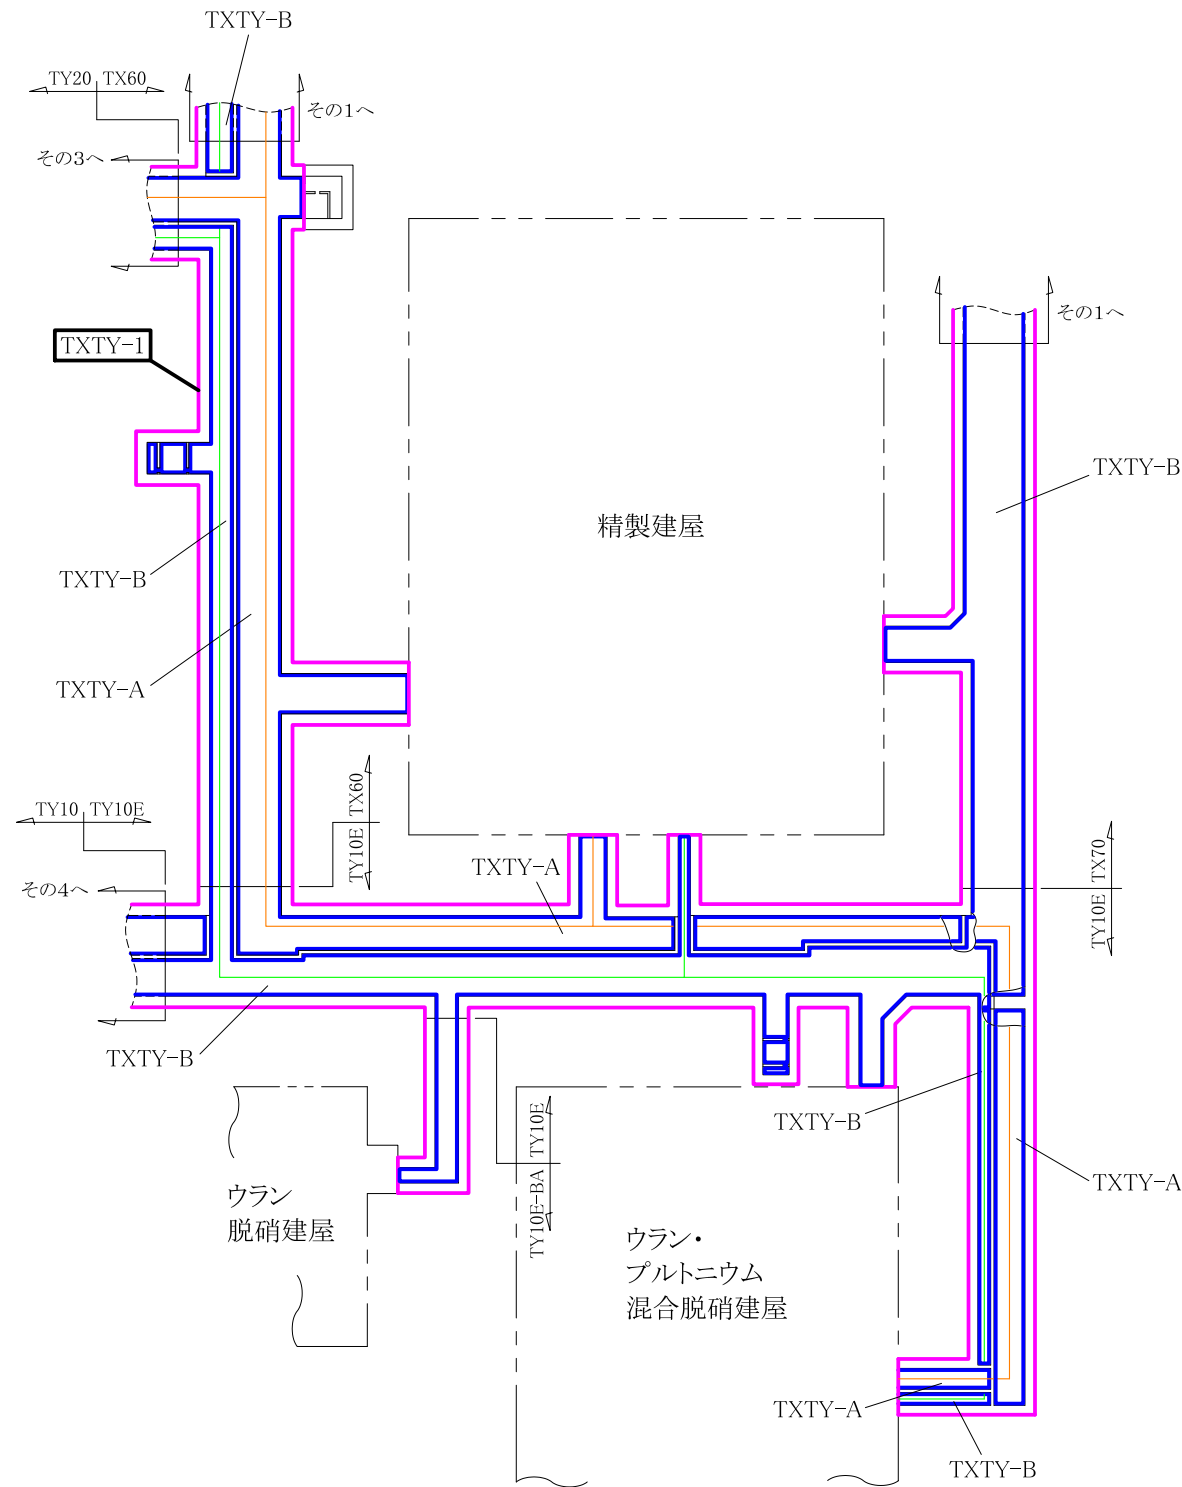 TXTY-B
TY20 TX60
その1へ
その3へ
その1へ
TXTY-1
TXTY-B
精製建屋
TXTY-B
TXTY-A
TY10E TX60
TY10 TY10E
TXTY-A
TY10E TX70
その4へ
TXTY-B
TXTY-B
TY10E-BA TY10E
TXTY-A
ウラン
脱硝建屋
ウラン・
プルトニウム
混合脱硝建屋
TXTY-A
TXTY-B